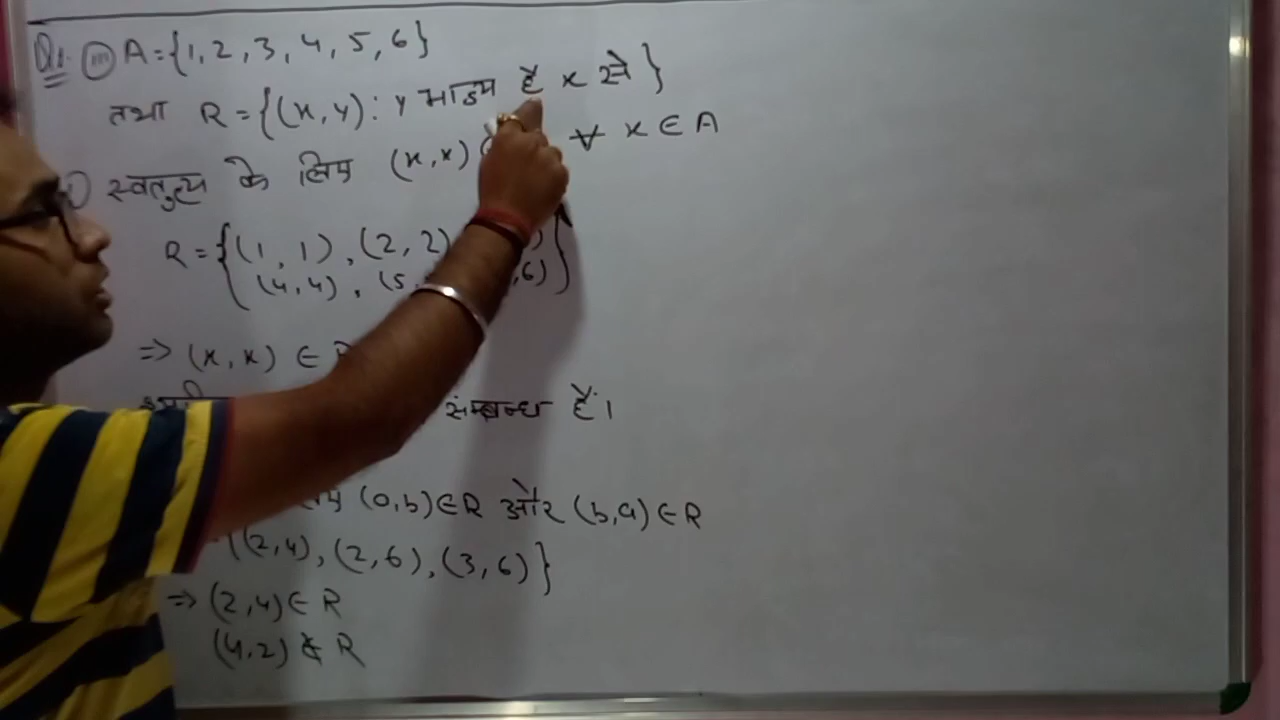 Q1. (iii) A={1,2,3,4,5,6}
तथा R={(x,y): y भाज्य है x से}
स्वतुल्य के लिए (x,x) ∀ x∈A
R={(1,1),(2,2)
(4,4),(5, ,6)}
⇒ (x,x) ∈ R
संम्बन्ध है।
(a,b)∈R और (b,a)∈R
{(2,4),(2,6),(3,6)}
⇒ (2,4)∈R
(4,2)∉R